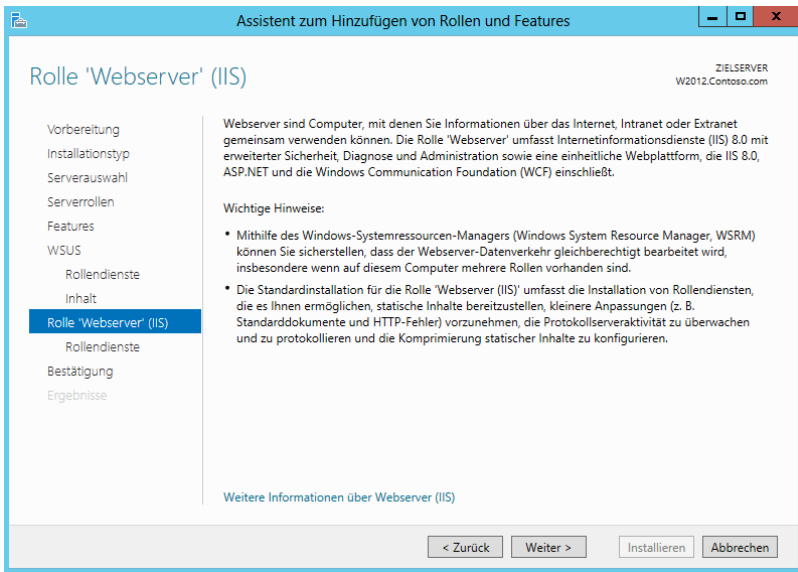 Assistent zum Hinzufügen von Rollen und Features
Rolle 'Webserver' (IIS)
ZIELSERVER
W2012.Contoso.com
Vorbereitung
Installationstyp
Serverauswahl
Serverrollen
Features
WSUS
Rollendienste
Inhalt
Rolle 'Webserver' (IIS)
Rollendienste
Bestätigung
Ergebnisse
Webserver sind Computer, mit denen Sie Informationen über das Internet, Intranet oder Extranet
gemeinsam verwenden können. Die Rolle 'Webserver' umfasst Internetinformationsdienste (IIS) 8.0 mit
erweiterter Sicherheit, Diagnose und Administration sowie eine einheitliche Webplattform, die IIS 8.0,
ASP.NET und die Windows Communication Foundation (WCF) einschließt.
Wichtige Hinweise:
• Mithilfe des Windows-Systemressourcen-Managers (Windows System Resource Manager, WSRM)
können Sie sicherstellen, dass der Webserver-Datenverkehr gleichberechtigt bearbeitet wird,
insbesondere wenn auf diesem Computer mehrere Rollen vorhanden sind.
• Die Standardinstallation für die Rolle 'Webserver (IIS)' umfasst die Installation von Rollendiensten,
die es Ihnen ermöglichen, statische Inhalte bereitzustellen, kleinere Anpassungen (z. B.
Standarddokumente und HTTP-Fehler) vorzunehmen, die Protokollserveraktivität zu überwachen
und zu protokollieren und die Komprimierung statischer Inhalte zu konfigurieren.
Weitere Informationen über Webserver (IIS)
< Zurück
Weiter >
Installieren
Abbrechen